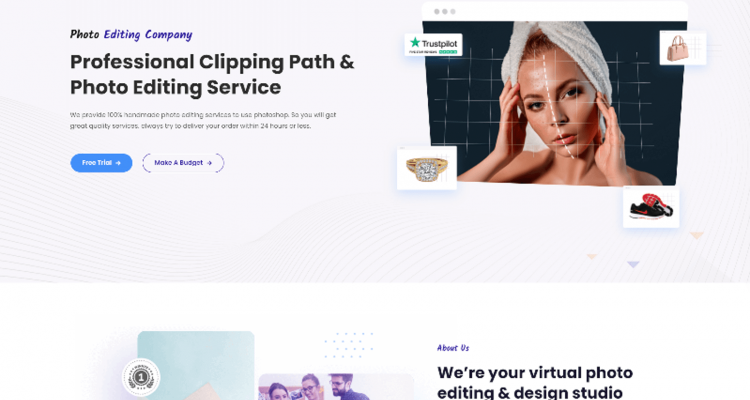 Photo Editing Company
Professional Clipping Path &
Photo Editing Service
We provide 100% handmade photo editing services to use photoshop. So you will get
great quality services. always try to deliver your order within 24 hours or less.
Free Trial →
Make A Budget →
Trustpilot
About Us
We're your virtual photo
editing & design studio
1